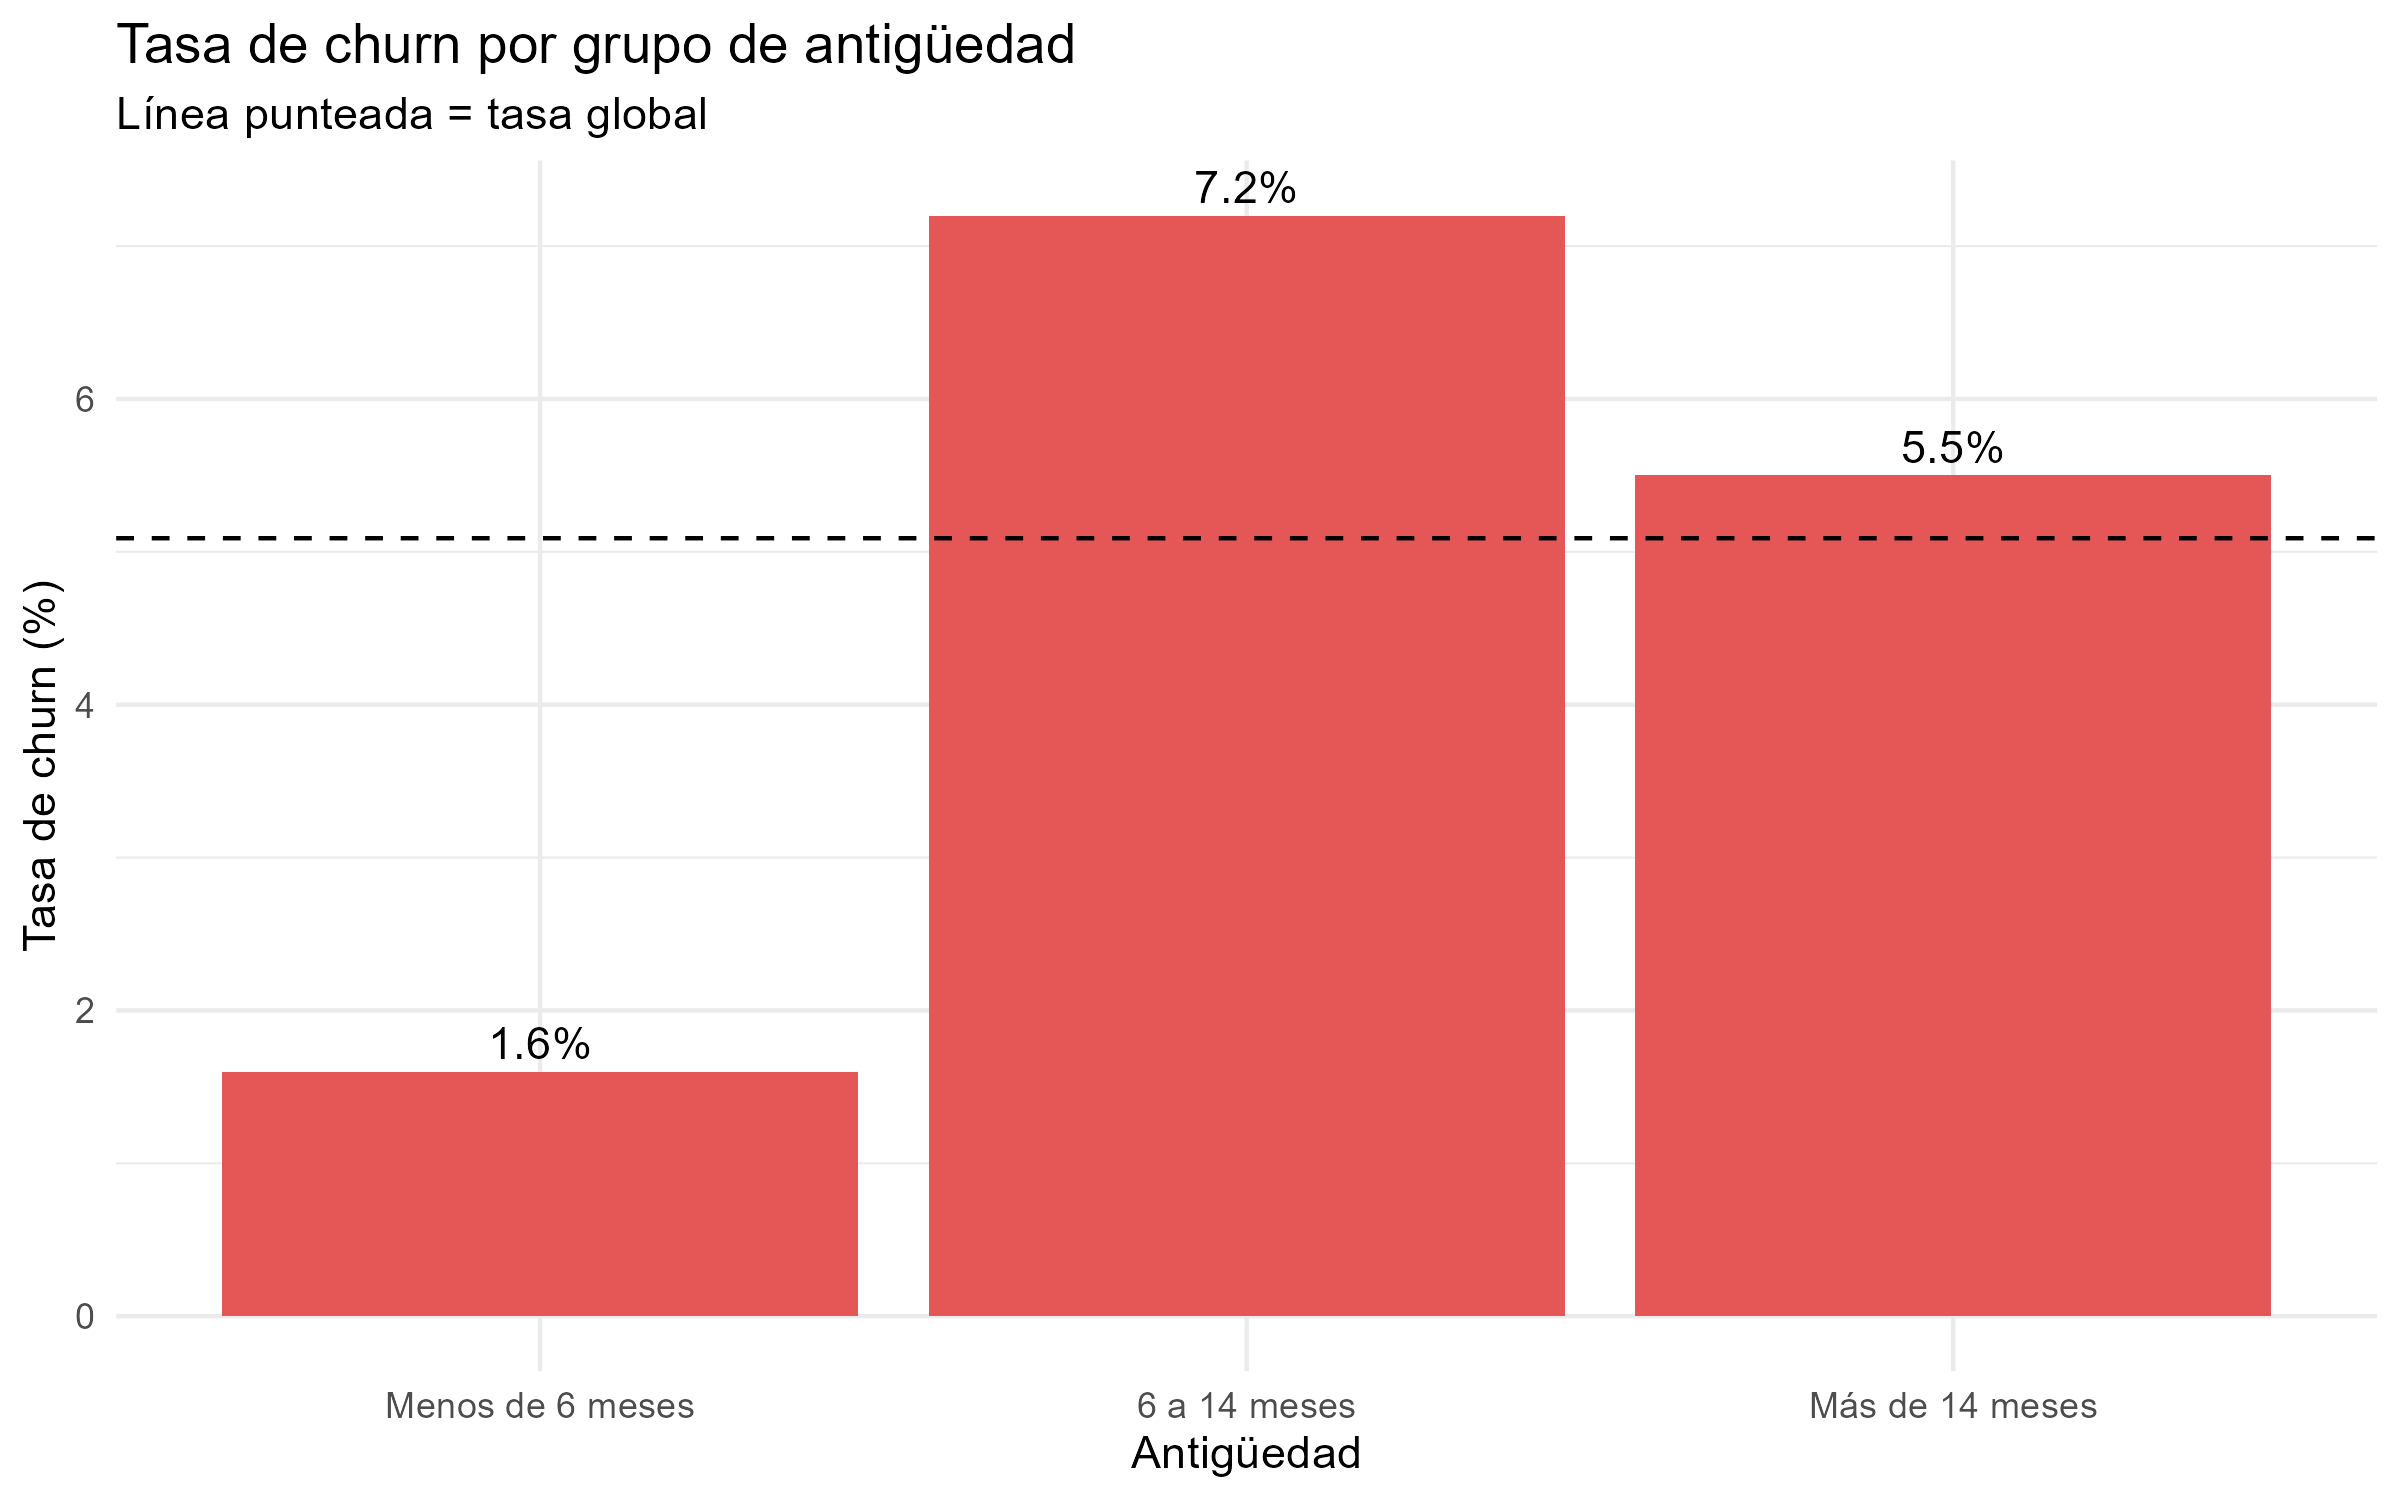 Tasa de churn por grupo de antigüedad
Línea punteada = tasa global
Tasa de churn (%)
7.2%
6
5.5%
4
2
1.6%
0
Menos de 6 meses
6 a 14 meses
Más de 14 meses
Antigüedad